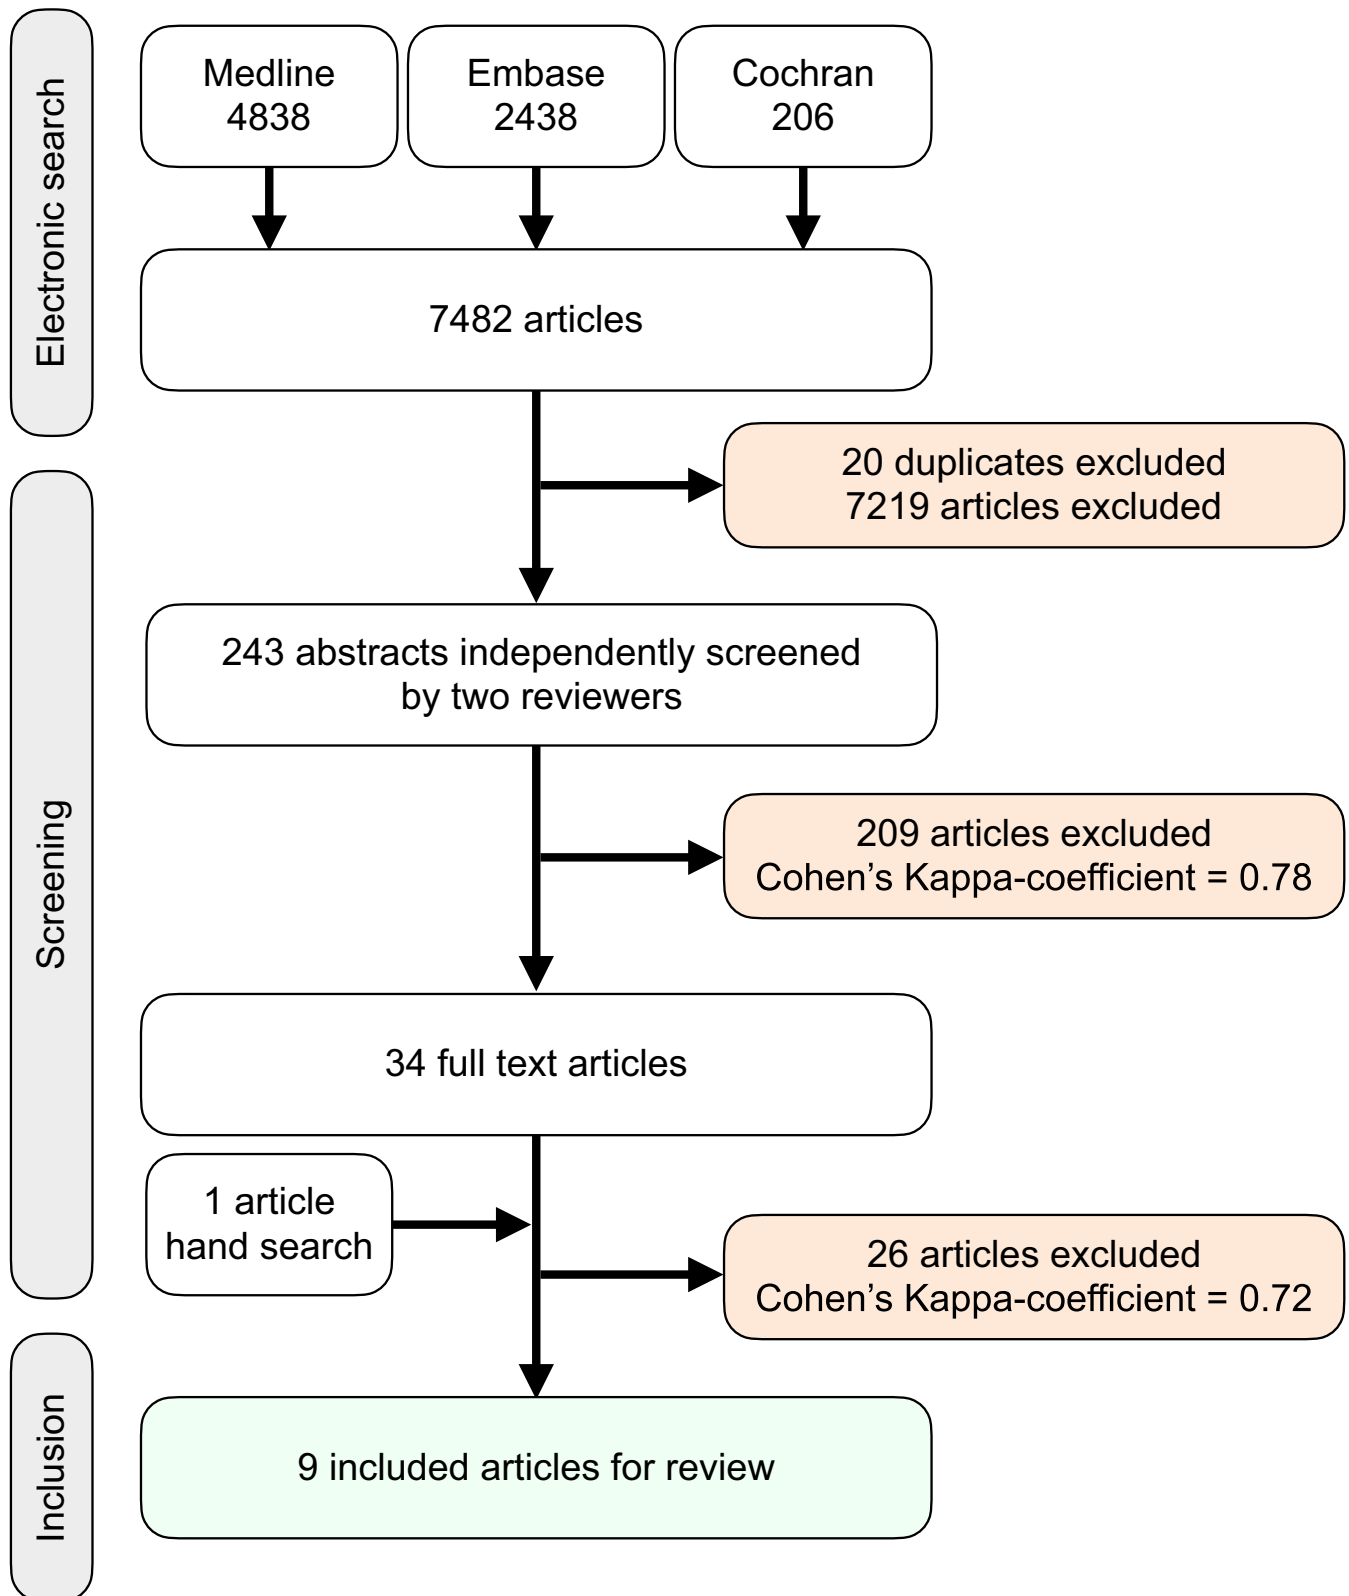 Electronic search
Medline
4838
Embase
2438
Cochran
206
7482 articles
20 duplicates excluded
7219 articles excluded
Screening
243 abstracts independently screened
by two reviewers
209 articles excluded
Cohen’s Kappa-coefficient = 0.78
34 full text articles
1 article
hand search
26 articles excluded
Cohen’s Kappa-coefficient = 0.72
Inclusion
9 included articles for review